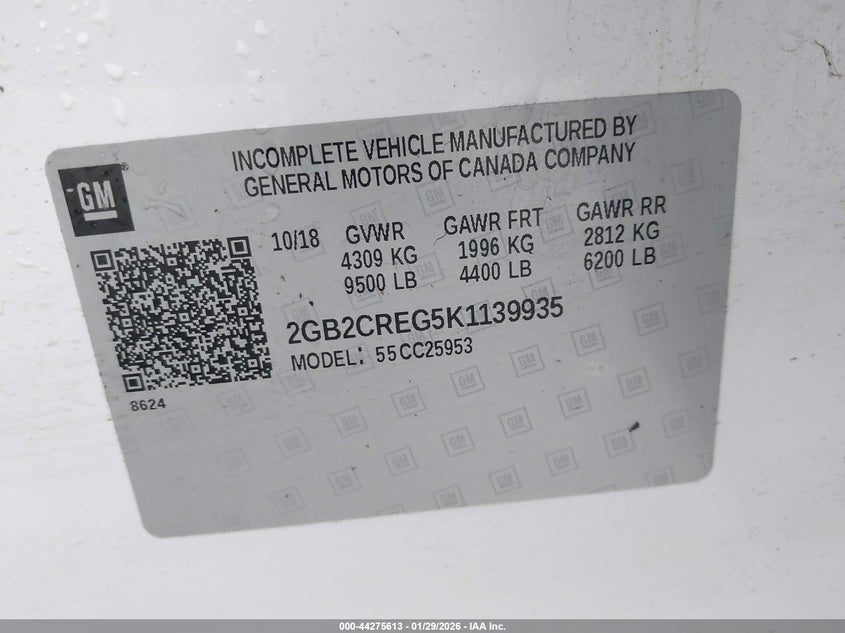 INCOMPLETE VEHICLE MANUFACTURED BY
GENERAL MOTORS OF CANADA COMPANY
GM
10/18 GVWR GAWR FRT GAWR RR
4309 KG 1996 KG 2812 KG
9500 LB 4400 LB 6200 LB
2GB2CREG5K1139935
MODEL: 55CC25953
8624
000-44275613 - 01/29/2026 - IAA Inc.